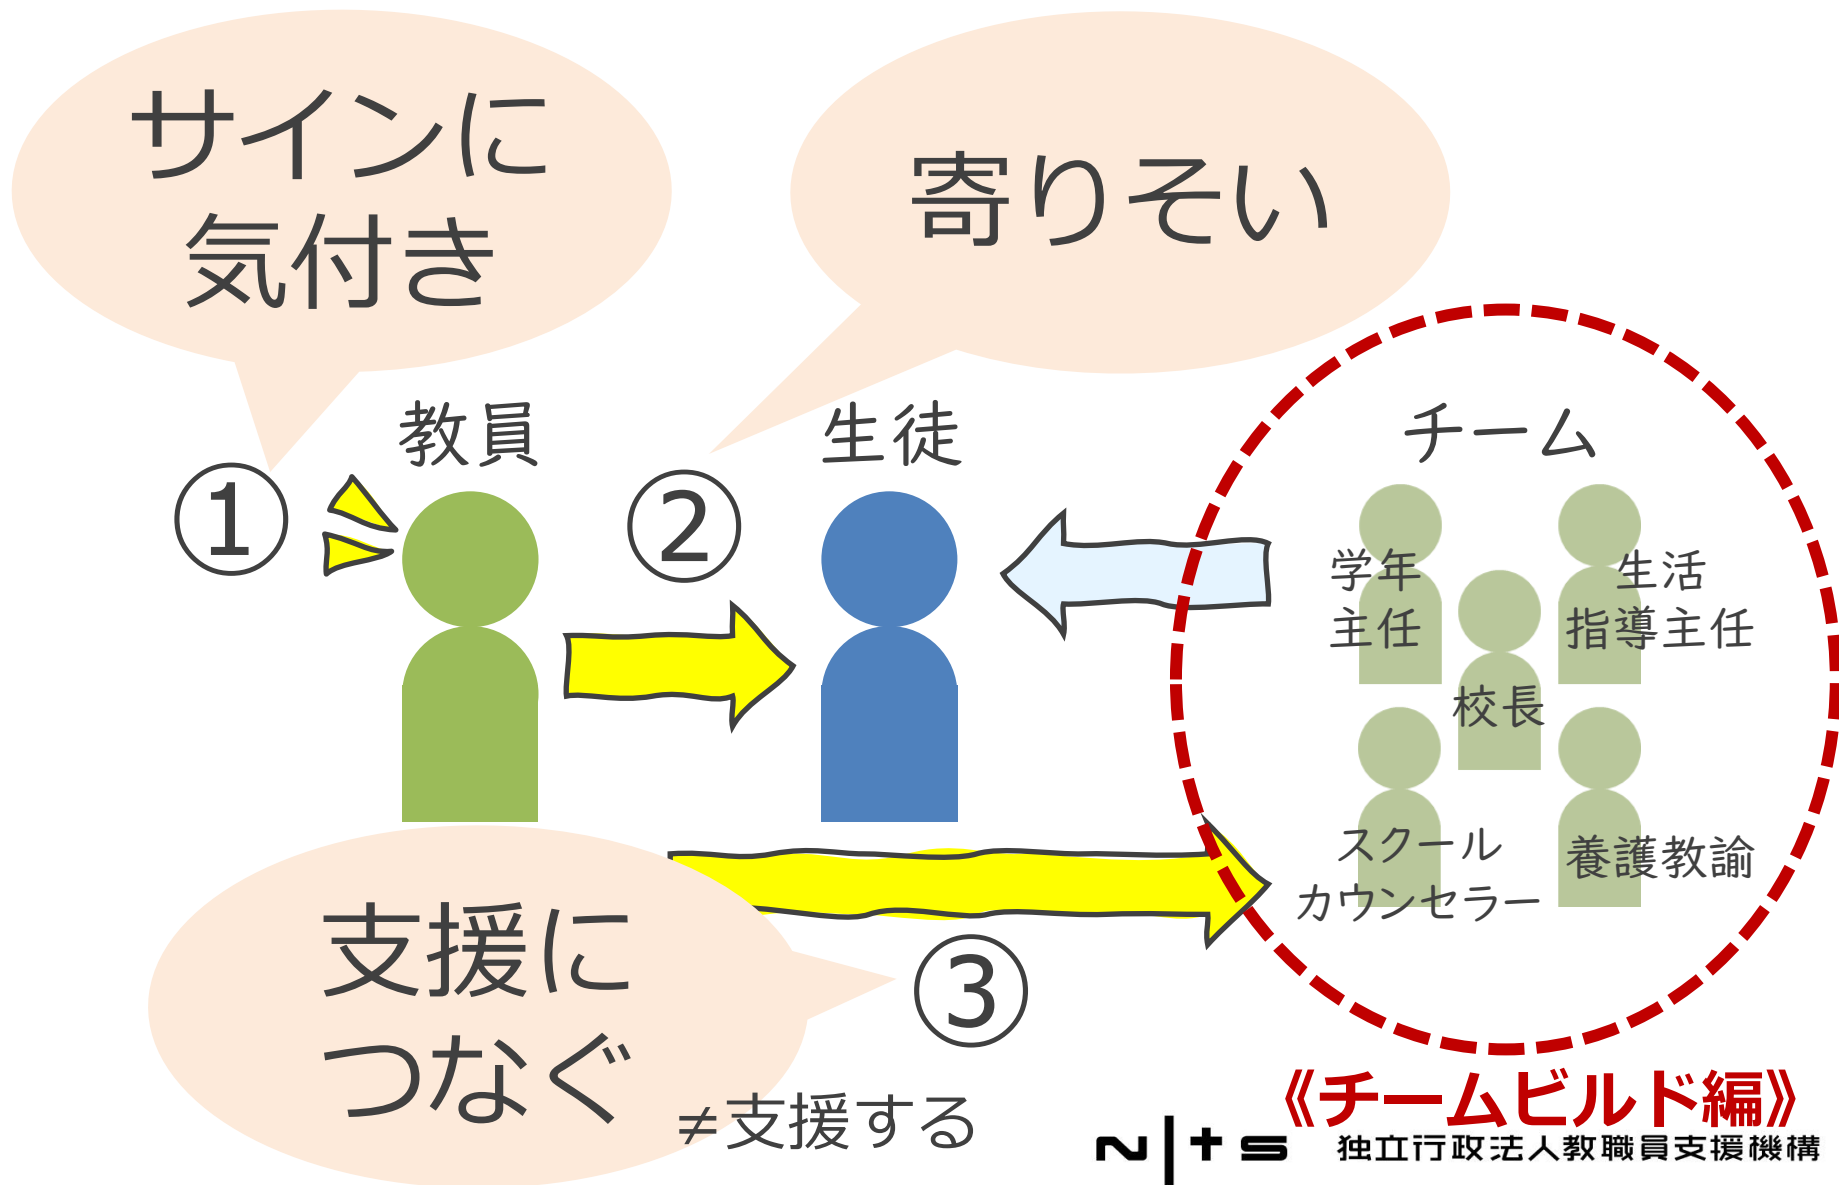 サインに
気付き
寄りそい
教員
生徒
チーム
①
②
学年
主任
生活
指導主任
校長
スクール
カウンセラー
養護教諭
支援に
つなぐ
③
≠支援する
《チームビルド編》
NITS 独立行政法人教職員支援機構